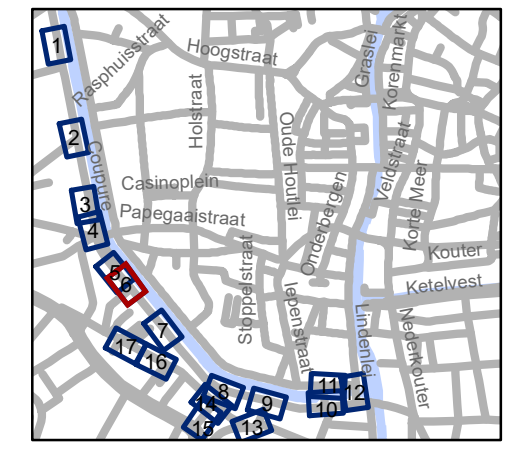 1
Rasphuisstraat
Hoogstraat
Graslei
Korenmarkt
2
Holstraat
Coupure
Oude Houtlei
Veldstraat
Casinoplein
3
Papegaaistraat
4
Onderbergen
Korte Meer
Kouter
Ketelvest
5
6
Stoppelstraat
Iepenstraat
Lindenlei
Nederkouter
7
17
16
8
9
11
12
10
14
15
13